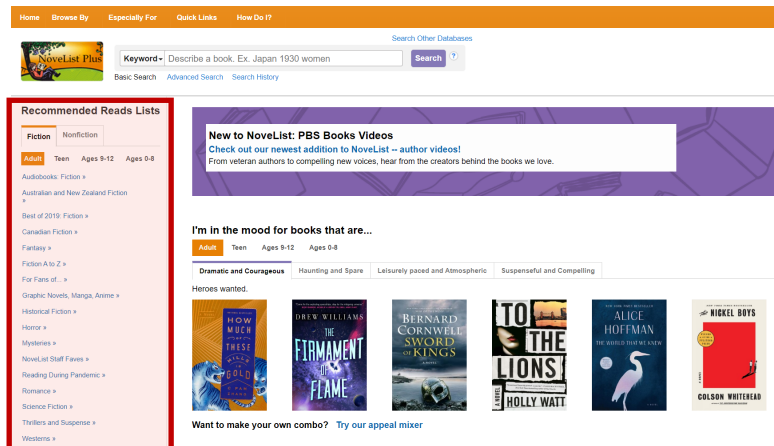 Home Browse By Especially For Quick Links How Do I?
Search Other Databases
NoveList Plus
Keyword Describe a book. Ex. Japan 1930 women Search ?
Basic Search Advanced Search Search History
Recommended Reads Lists
Fiction Nonfiction
Adult Teen Ages 9-12 Ages 0-8
Audiobooks: Fiction »
Australian and New Zealand Fiction
»
Best of 2019: Fiction »
Canadian Fiction »
Fantasy »
Fiction A to Z »
For Fans of... »
Graphic Novels, Manga, Anime »
Historical Fiction »
Horror »
Mysteries »
NoveList Staff Faves »
Reading During Pandemic »
Romance »
Science Fiction »
Thrillers and Suspense »
Westerns »
New to NoveList: PBS Books Videos
Check out our newest addition to NoveList -- author videos!
From veteran authors to compelling new voices, hear from the creators behind the books we love.
I'm in the mood for books that are...
Adult Teen Ages 9-12 Ages 0-8
Dramatic and Courageous Haunting and Spare Leisurely paced and Atmospheric Suspenseful and Compelling
Heroes wanted.
HOW
MUCH
OF
THESE
HILLS
IS
GOLD
DREW WILLIAMS
THE
FIRMAMENT
OF
FLAME
BERNARD
CORNWELL
SWORD
OF KINGS
A NOVEL
TO
THE
LIONS
A NOVEL
HOLLY WATT
ALICE
HOFFMAN
THE WORLD THAT WE KNEW
THE NICKEL BOYS
A NOVEL
COLSON WHITEHEAD
Want to make your own combo? Try our appeal mixer